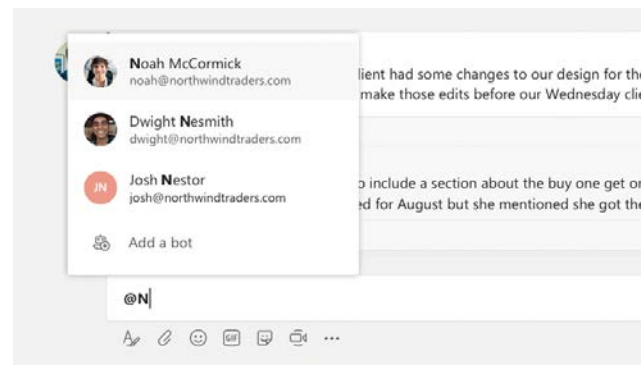 Noah McCormick
noah@northwindtraders.com
lient had some changes to our design for the
make those edits before our Wednesday clie
Dwight Nesmith
dwight@northwindtraders.com
JN
Josh Nestor
josh@northwindtraders.com
o include a section about the buy one get or
ed for August but she mentioned she got the
Add a bot
@N
GIF